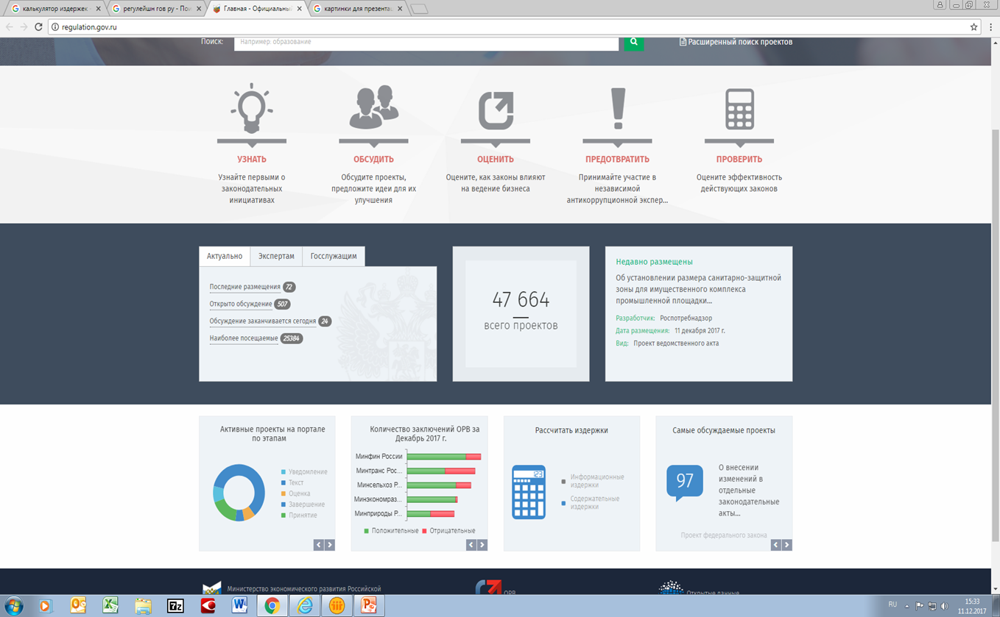 калькулятор издержек -
регулейшн гов ру - Пои
Главная - Официальный
картинки для презентац
regulation.gov.ru
Поиск:
Например: образование
Расширенный поиск проектов
УЗНАТЬ
Узнайте первыми о
законодательных
инициативах
ОБСУДИТЬ
Обсудите проекты,
предложите идеи для их
улучшения
ОЦЕНИТЬ
Оцените, как законы влияют
на ведение бизнеса
ПРЕДОТВРАТИТЬ
Принимайте участие в
независимой
антикоррупционной экспер...
ПРОВЕРИТЬ
Оцените эффективность
действующих законов
Актуально Экспертам Госслужащим
Последние размещения 72
Открыто обсуждение 507
Обсуждение заканчивается сегодня 24
Наиболее посещаемые 25384
47 664
всего проектов
Недавно размещены
Об установлении размера санитарно-защитной
зоны для имущественного комплекса
промышленной площадки...
Разработчик: Роспотребнадзор
Дата размещения: 11 декабря 2017 г.
Вид: Проект ведомственного акта
Активные проекты на портале
по этапам
Уведомление
Текст
Оценка
Завершение
Принятие
Количество заключений ОРВ за
Декабрь 2017 г.
Минфин России
Минтранс Рос...
Минсельхоз Р...
Минэкономраз...
Минприроды Р...
Положительные Отрицательные
Рассчитать издержки
123
Информационные
издержки
Содержательные
издержки
Самые обсуждаемые проекты
97
О внесении
изменений в
отдельные
законодательные
акты...
Проект федерального закона
Министерство экономического развития Российской
ОРВ
Открытые данные
RU
15:33
11.12.2017